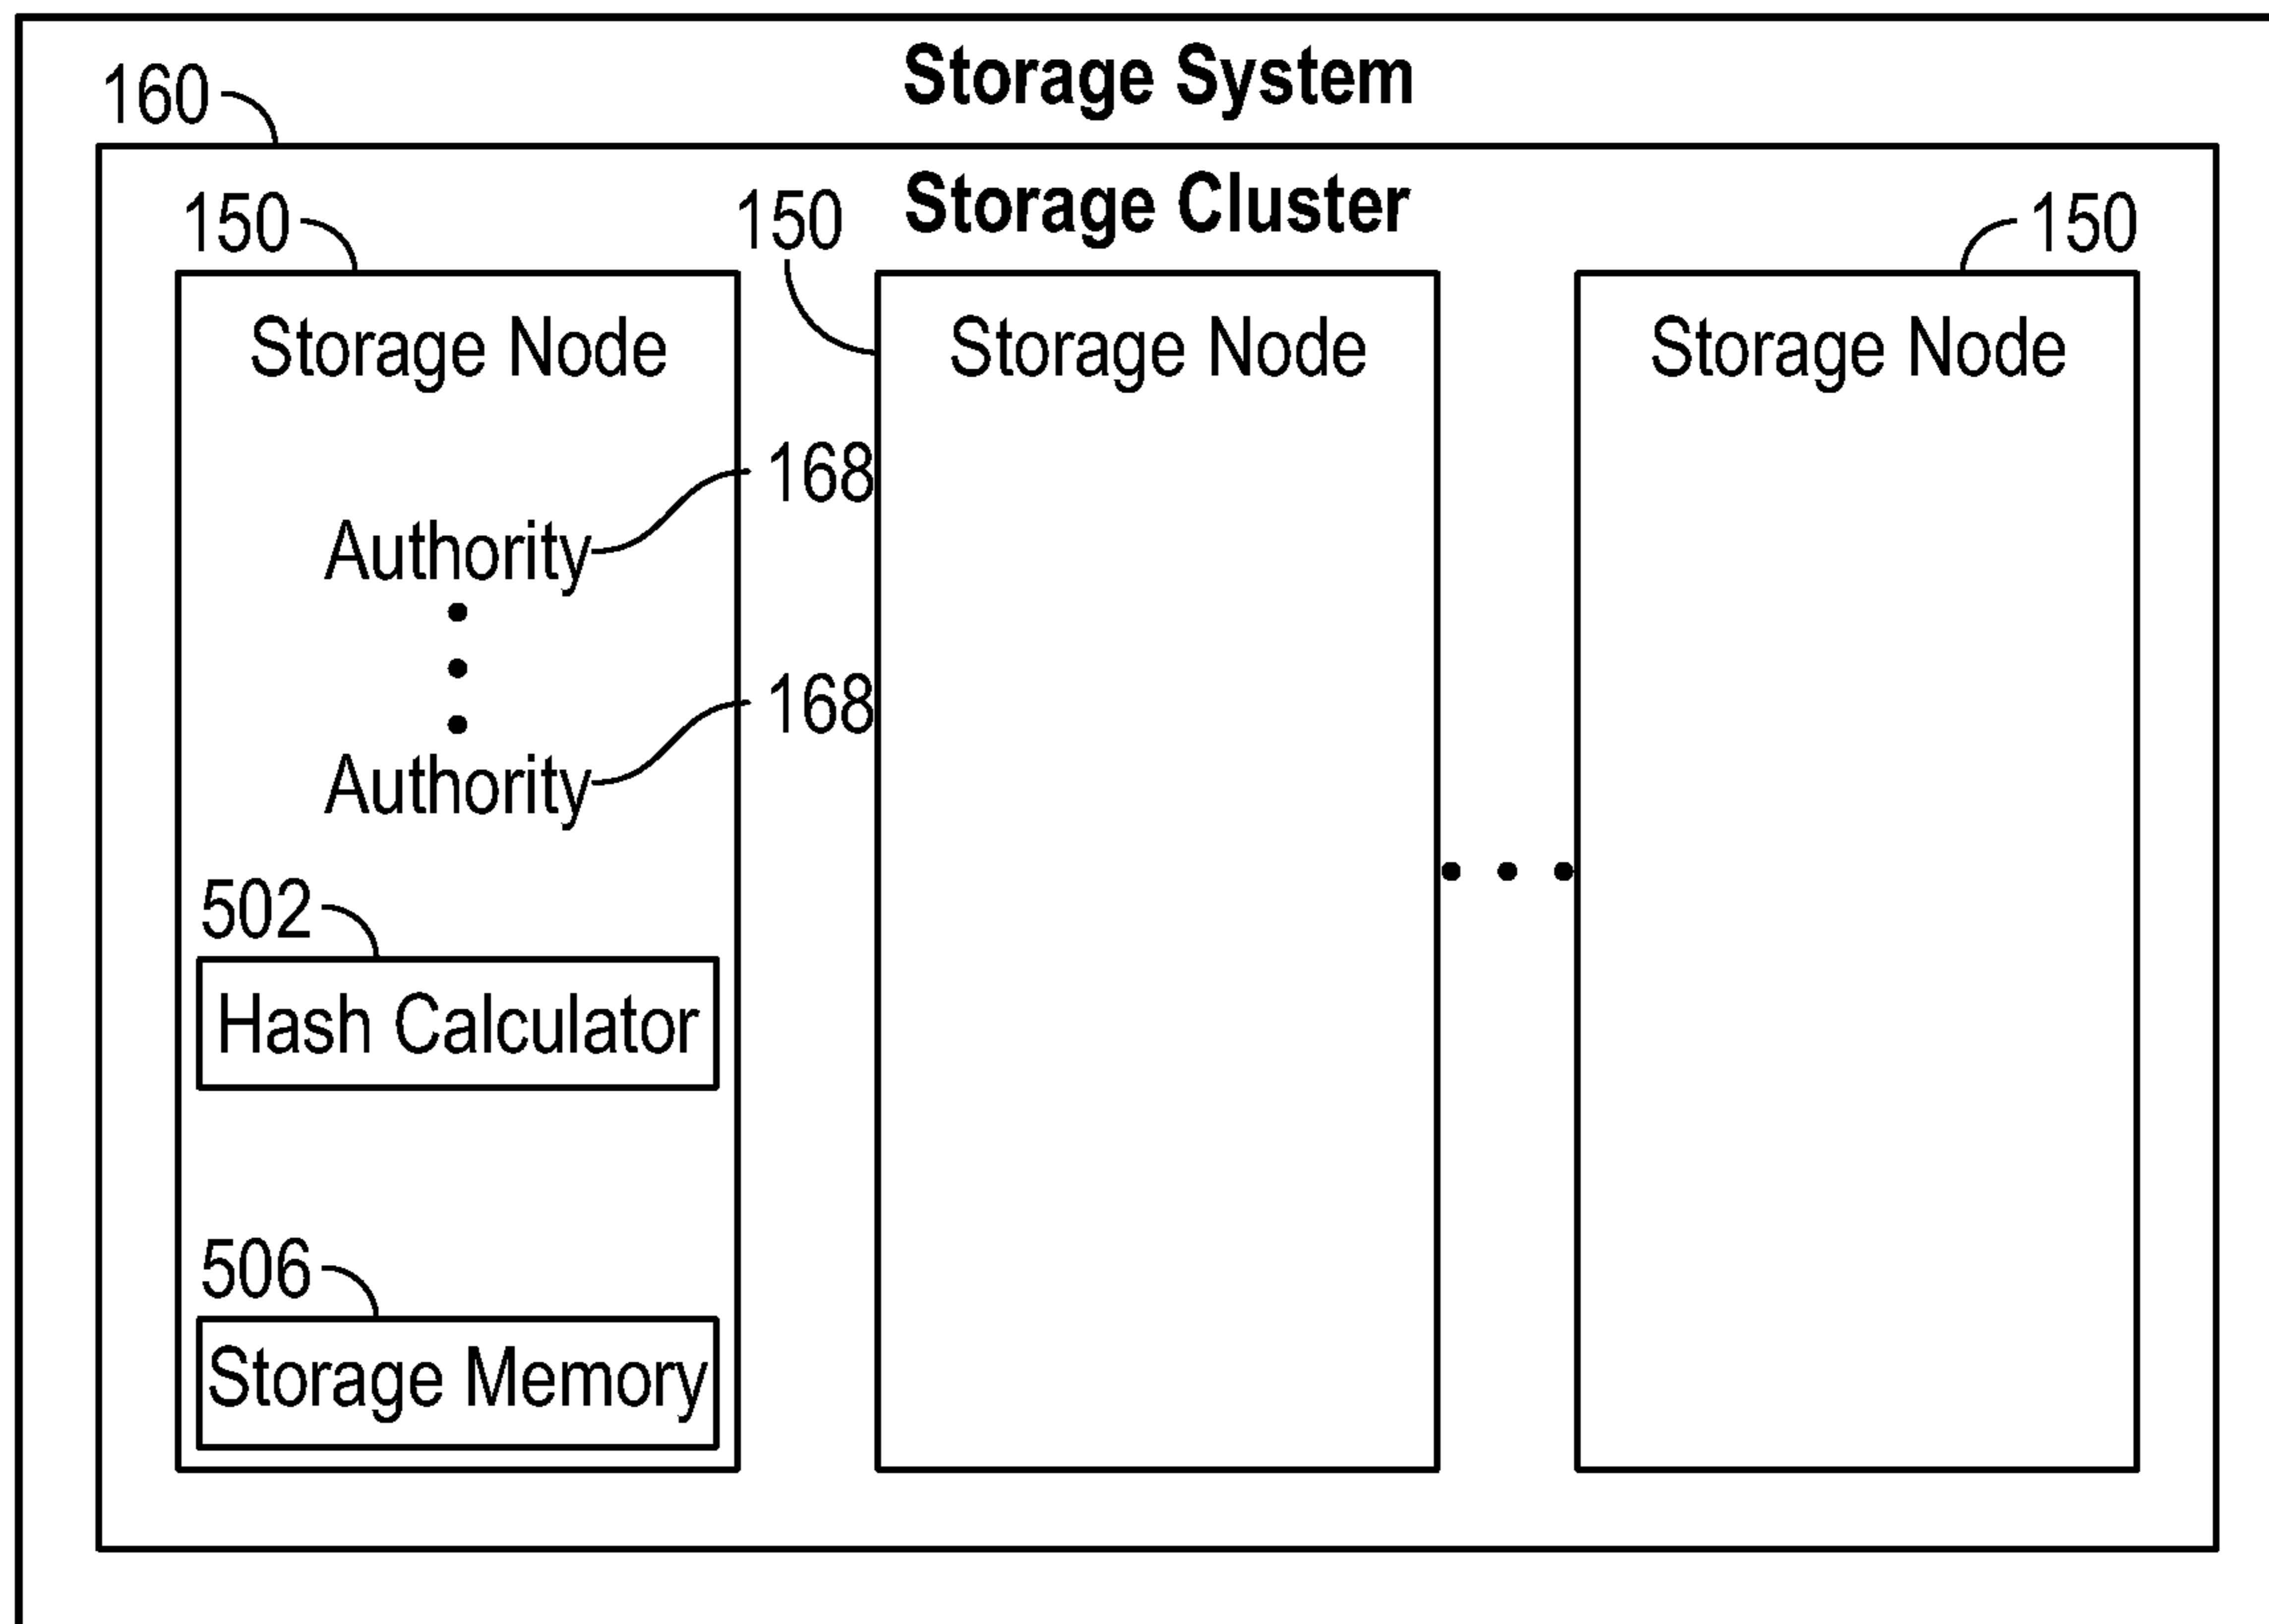 Storage System
160
Storage Cluster
150
150
150
Storage Node
Storage Node
Storage Node
168
Authority
168
Authority
502
Hash Calculator
506
Storage Memory